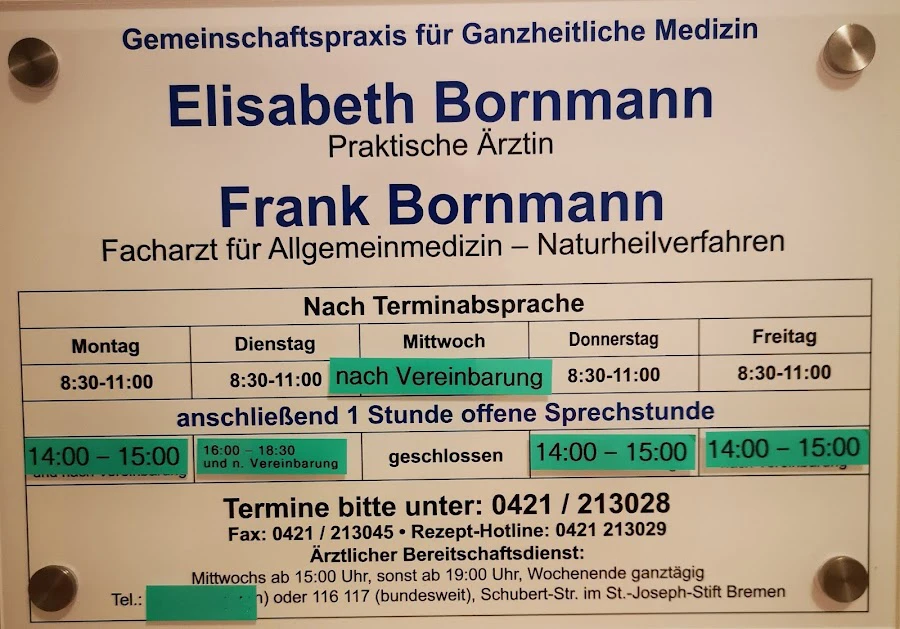 Gemeinschaftspraxis für Ganzheitliche Medizin
Elisabeth Bornmann
Praktische Ärztin
Frank Bornmann
Facharzt für Allgemeinmedizin – Naturheilverfahren
Nach Terminabsprache
Montag Dienstag Mittwoch Donnerstag Freitag
8:30-11:00 8:30-11:00 nach Vereinbarung 8:30-11:00 8:30-11:00
anschließend 1 Stunde offene Sprechstunde
14:00 – 15:00 16:00 – 18:30 geschlossen 14:00 – 15:00 14:00 – 15:00
und n. Vereinbarung
Termine bitte unter: 0421 / 213028
Fax: 0421 / 213045 • Rezept-Hotline: 0421 213029
Ärztlicher Bereitschaftsdienst:
Mittwochs ab 15:00 Uhr, sonst ab 19:00 Uhr, Wochenende ganztägig
Tel.: oder 116 117 (bundesweit), Schubert-Str. im St.-Joseph-Stift Bremen